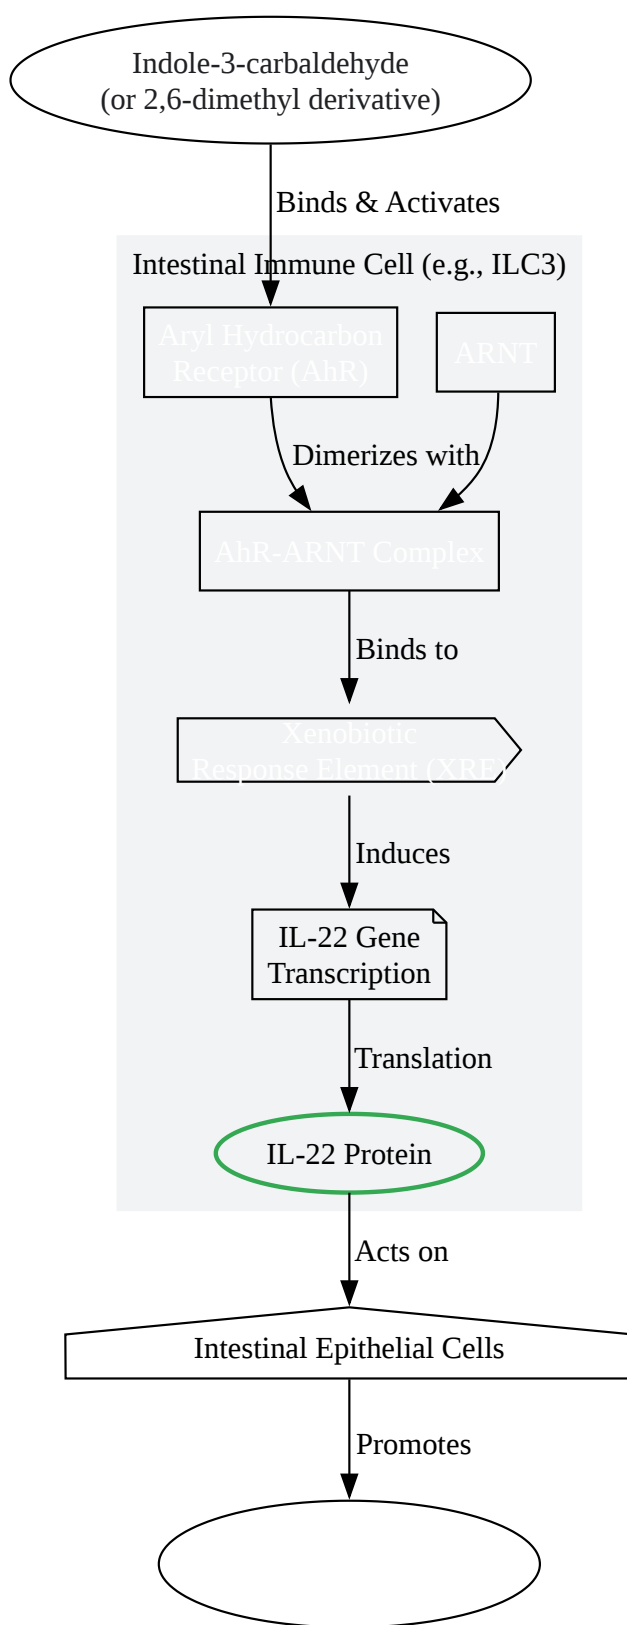 Indole-3-carbaldehyde
(or 2,6-dimethyl derivative)
Binds & Activates
Intestinal Immune Cell (e.g., ILC3)
Aryl Hydrocarbon
Receptor (AhR)
ARNT
Dimerizes with
AhR-ARNT Complex
Binds to
Xenobiotic
Response Element (XRE)
Induces
IL-22 Gene
Transcription
Translation
IL-22 Protein
Acts on
Intestinal Epithelial Cells
Promotes